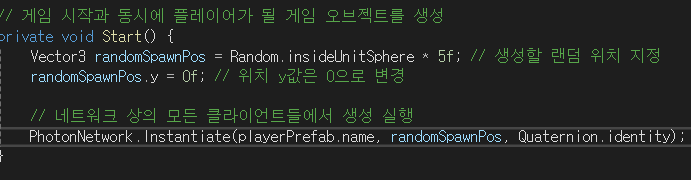 // 게임 시작과 동시에 플레이어가 될 게임 오브젝트를 생성
private void Start() {
Vector3 randomSpawnPos = Random.insideUnitSphere * 5f; // 생성할 랜덤 위치 지정
randomSpawnPos.y = 0f; // 위치 y값은 0으로 변경
// 네트워크 상의 모든 클라이언트들에서 생성 실행
PhotonNetwork.Instantiate(playerPrefab.name, randomSpawnPos, Quaternion.identity);
}